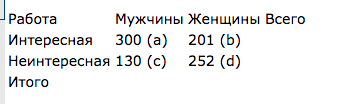 Работа Мужчины Женщины Всего
Интересная 300 (a) 201 (b)
Неинтересная 130 (c) 252 (d)
Итого